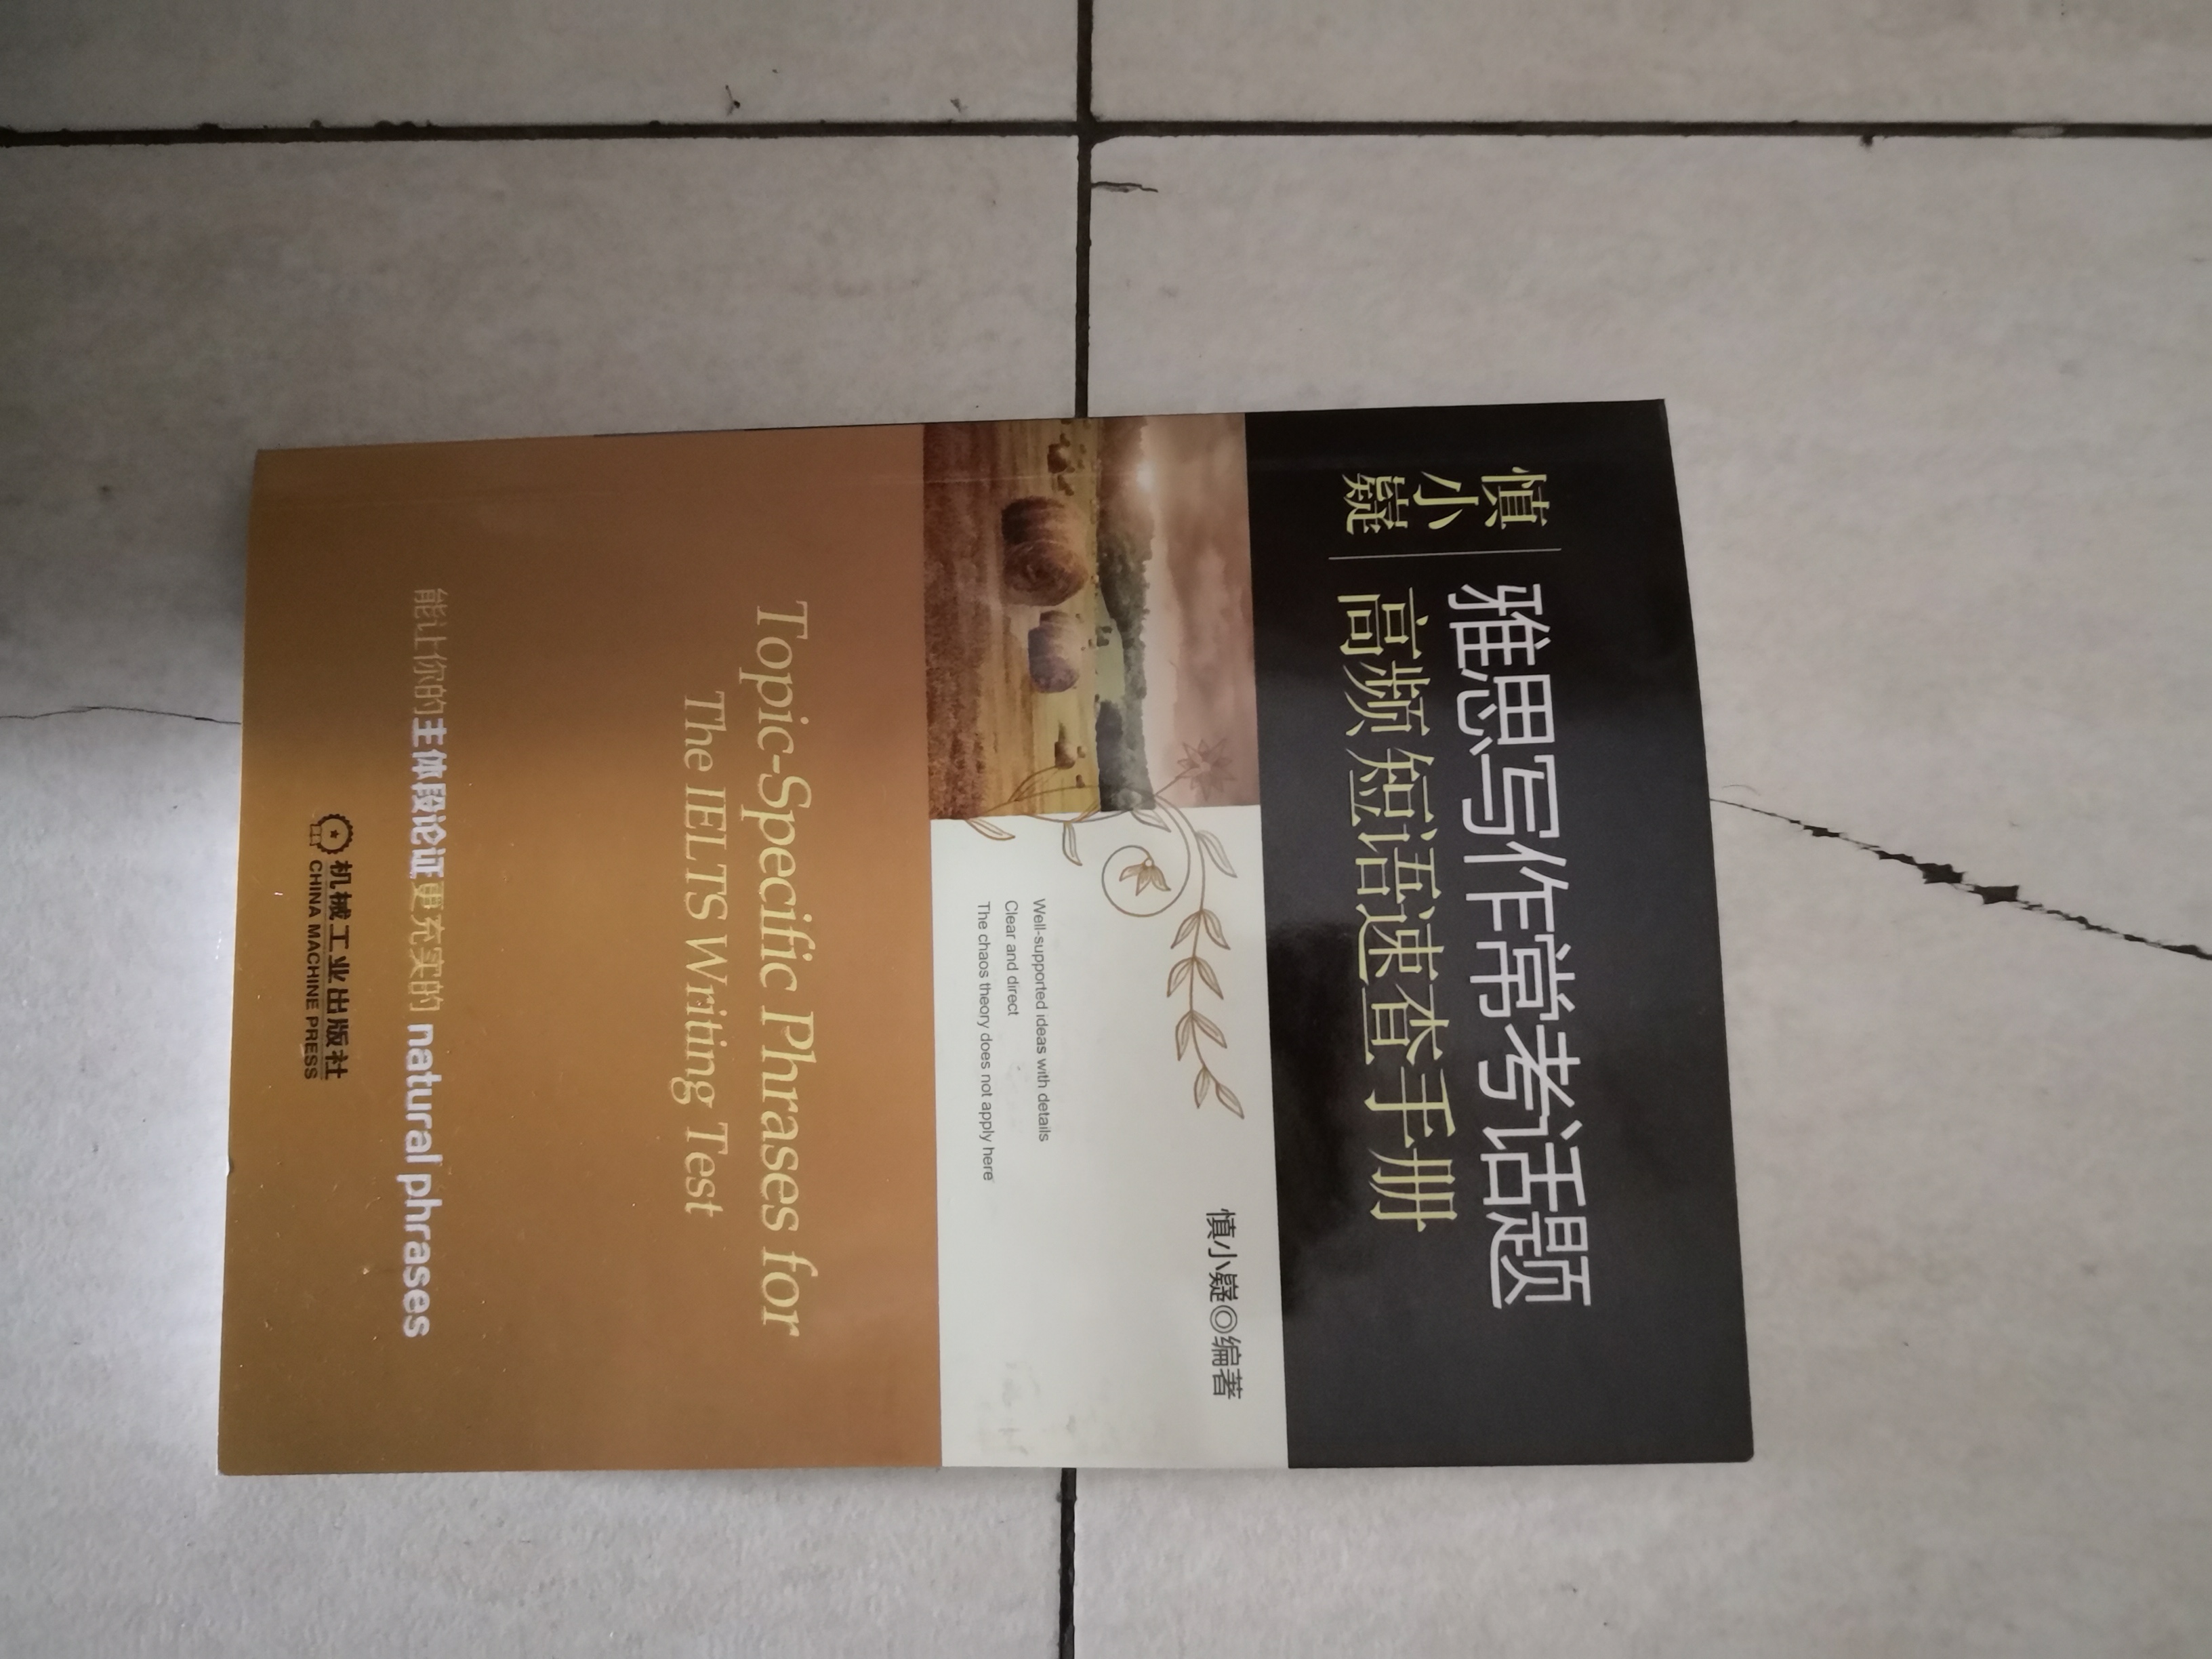 慎小嶷
雅思写作常考话题
高频短语速查手册
慎小嶷◎编著
Well-supported ideas with details
Clear and direct
The chaos theory does not apply here
Topic-Specific Phrases for
The IELTS Writing Test
能让你的主体段论证更充实的 natural phrases
机械工业出版社
CHINA MACHINE PRESS